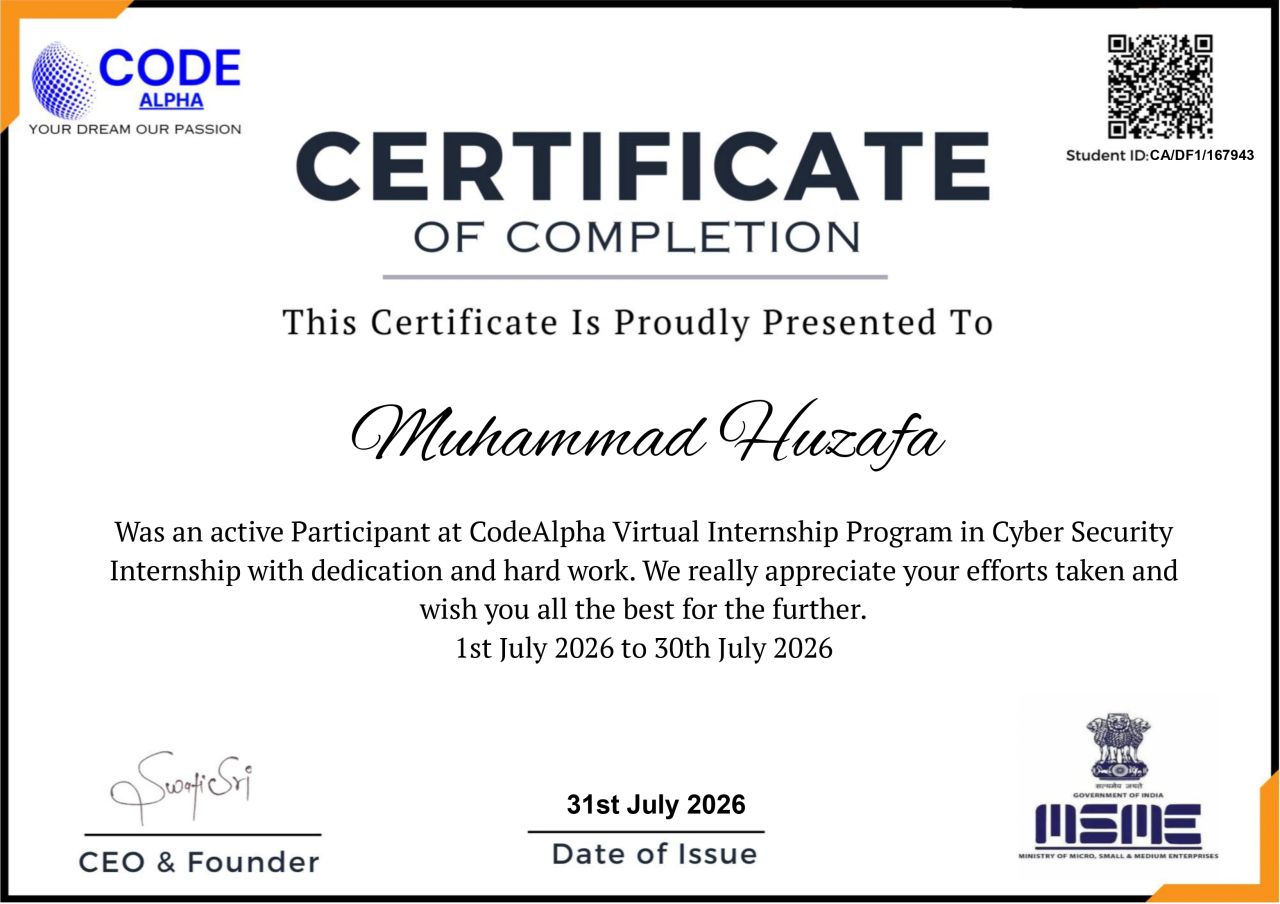 CODE
ALPHA
YOUR DREAM OUR PASSION
Student ID:CA/DF1/167943
CERTIFICATE
OF COMPLETION
This Certificate Is Proudly Presented To
Muhammad Huzafa
Was an active Participant at CodeAlpha Virtual Internship Program in Cyber Security
Internship with dedication and hard work. We really appreciate your efforts taken and
wish you all the best for the further.
1st July 2026 to 30th July 2026
SwatiSri
CEO & Founder
31st July 2026
Date of Issue
सत्यमेव जयते
GOVERNMENT OF INDIA
MSME
MINISTRY OF MICRO, SMALL & MEDIUM ENTERPRISES